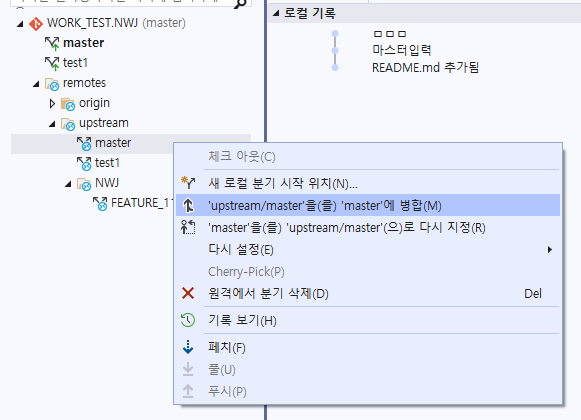 WORK_TEST.NWJ (master)
master
test1
remotes
origin
upstream
master
test1
NWJ
FEATURE_11
로컬 기록
ㅁㅁㅁ
마스터입력
README.md 추가됨
체크 아웃(C)
새 로컬 분기 시작 위치(N)...
'upstream/master'을(를) 'master'에 병합(M)
'master'을(를) 'upstream/master'(으)로 다시 지정(R)
다시 설정(E)
Cherry-Pick(P)
원격에서 분기 삭제(D) Del
기록 보기(H)
페치(F)
풀(U)
푸시(P)